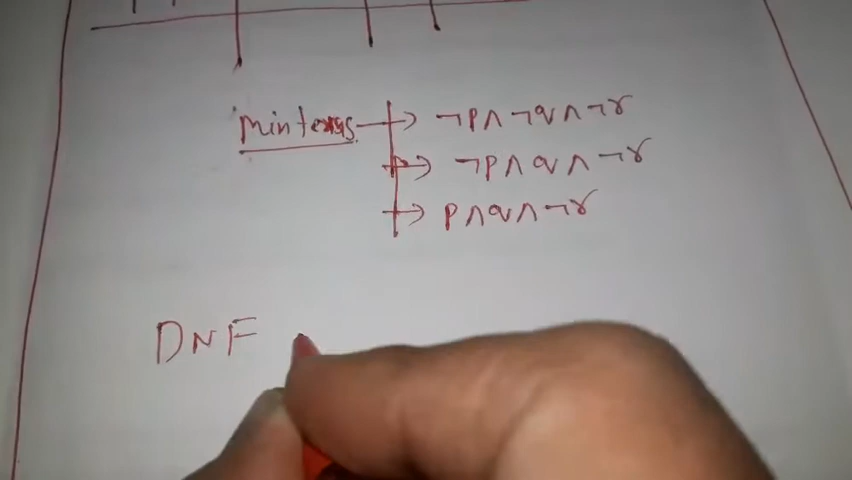 minterms → ¬p∧¬q∧¬r
→ ¬p∧q∧¬r
→ p∧q∧¬r
DNF